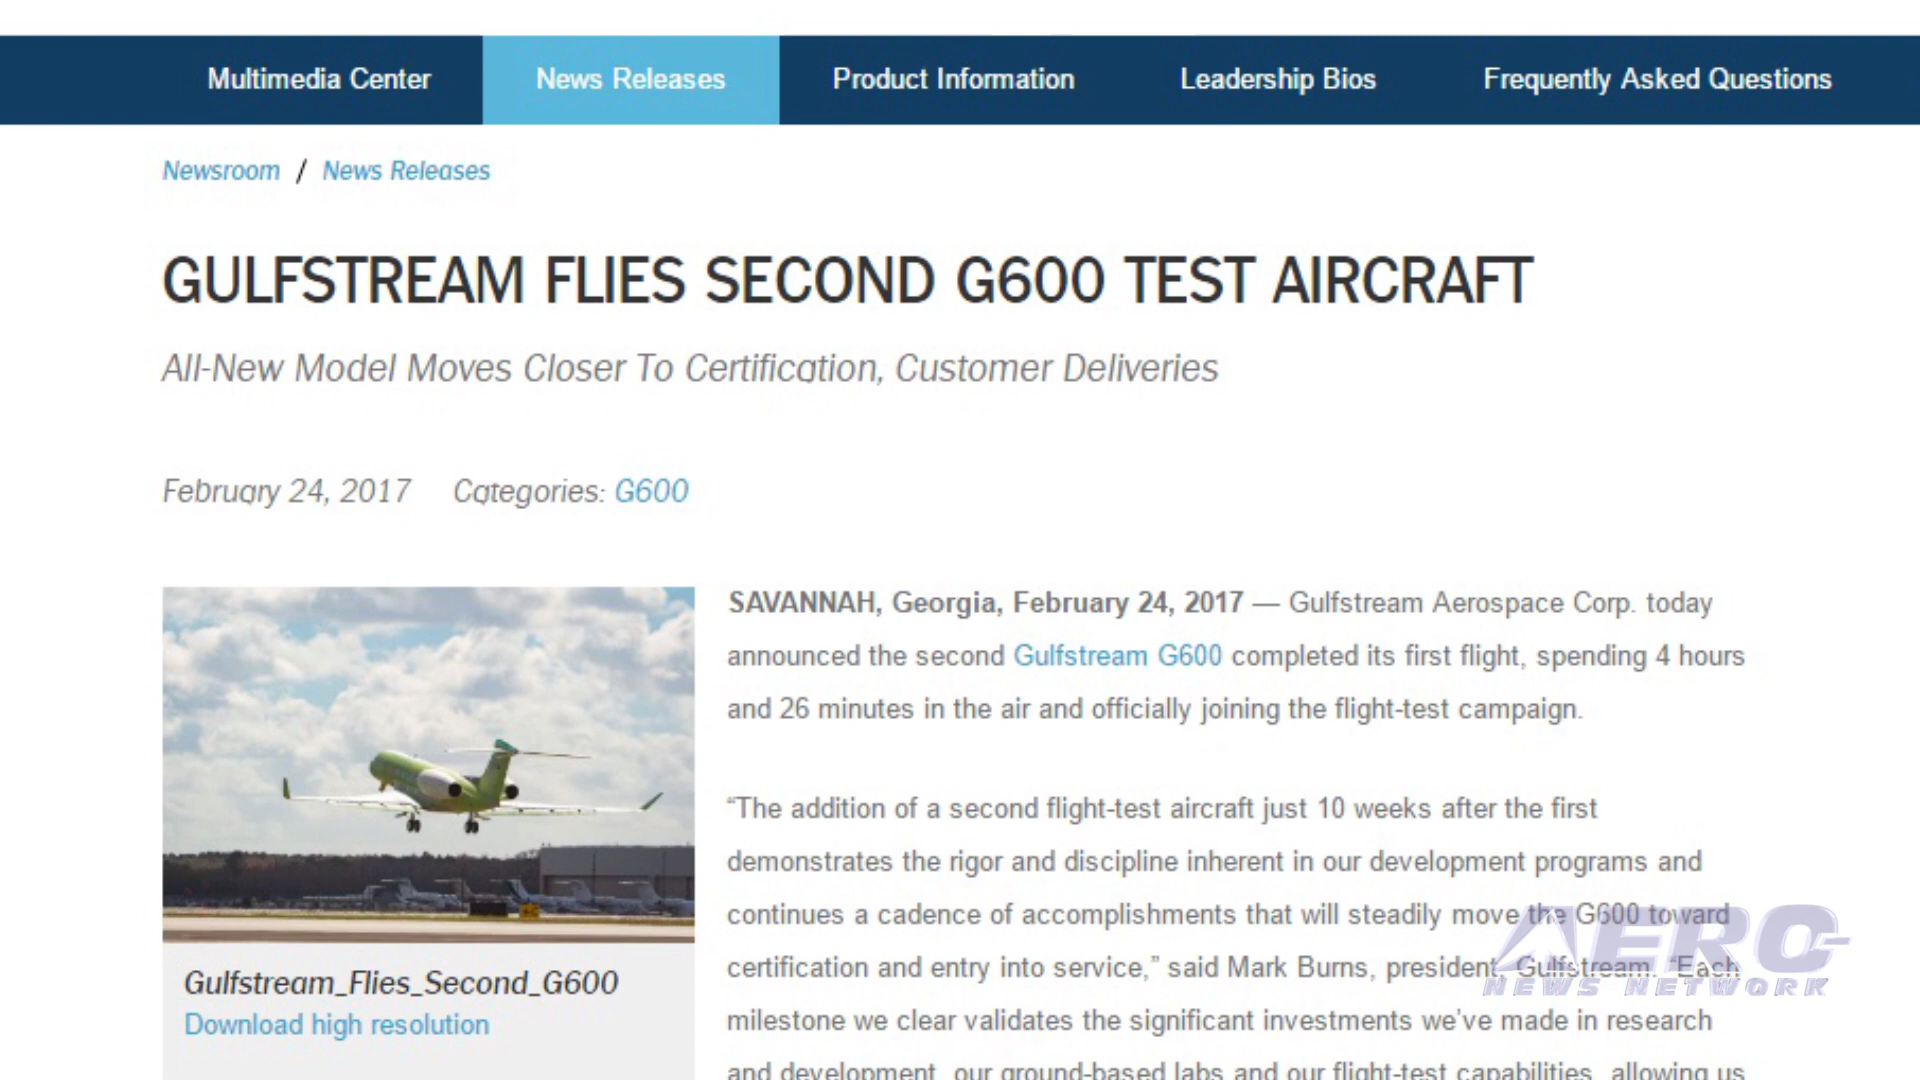 Multimedia Center
News Releases
Product Information
Leadership Bios
Frequently Asked Questions
Newsroom / News Releases
GULFSTREAM FLIES SECOND G600 TEST AIRCRAFT
All-New Model Moves Closer To Certification, Customer Deliveries
February 24, 2017 Categories: G600
SAVANNAH, Georgia, February 24, 2017 — Gulfstream Aerospace Corp. today
announced the second Gulfstream G600 completed its first flight, spending 4 hours
and 26 minutes in the air and officially joining the flight-test campaign.
“The addition of a second flight-test aircraft just 10 weeks after the first
demonstrates the rigor and discipline inherent in our development programs and
continues a cadence of accomplishments that will steadily move the G600 toward
certification and entry into service,” said Mark Burns, president, Gulfstream. “Each
milestone we clear validates the significant investments we’ve made in research
and development, our ground-based labs and our flight-test capabilities, allowing us
Gulfstream_Flies_Second_G600
Download high resolution
AERO-
NEWS NETWORK